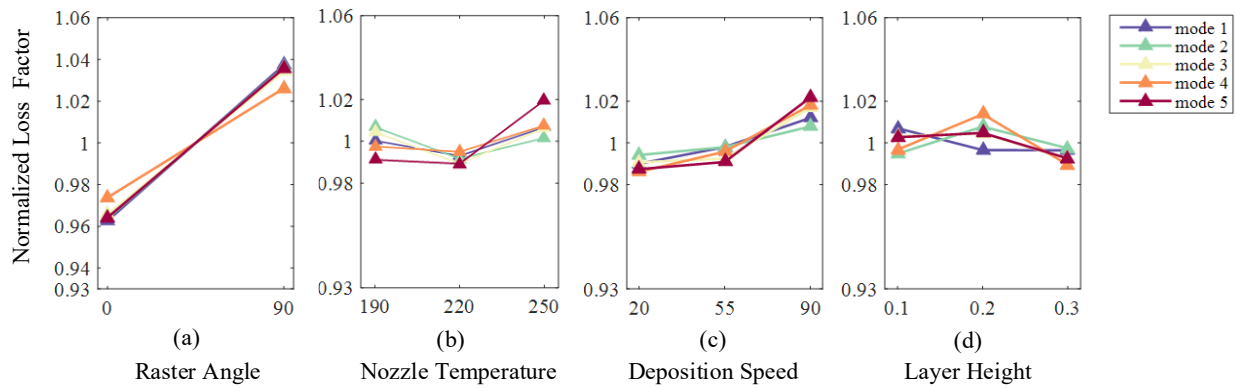 Normalized Loss Factor
1.06
1.04
1.02
1
0.98
0.96
0.94
0.93
0
90
(a)
Raster Angle
1.06
1.02
1
0.98
0.93
190
220
250
(b)
Nozzle Temperature
1.06
1.02
1
0.98
0.93
20
55
90
(c)
Deposition Speed
1.06
1.02
1
0.98
0.93
0.1
0.2
0.3
(d)
Layer Height
mode 1
mode 2
mode 3
mode 4
mode 5